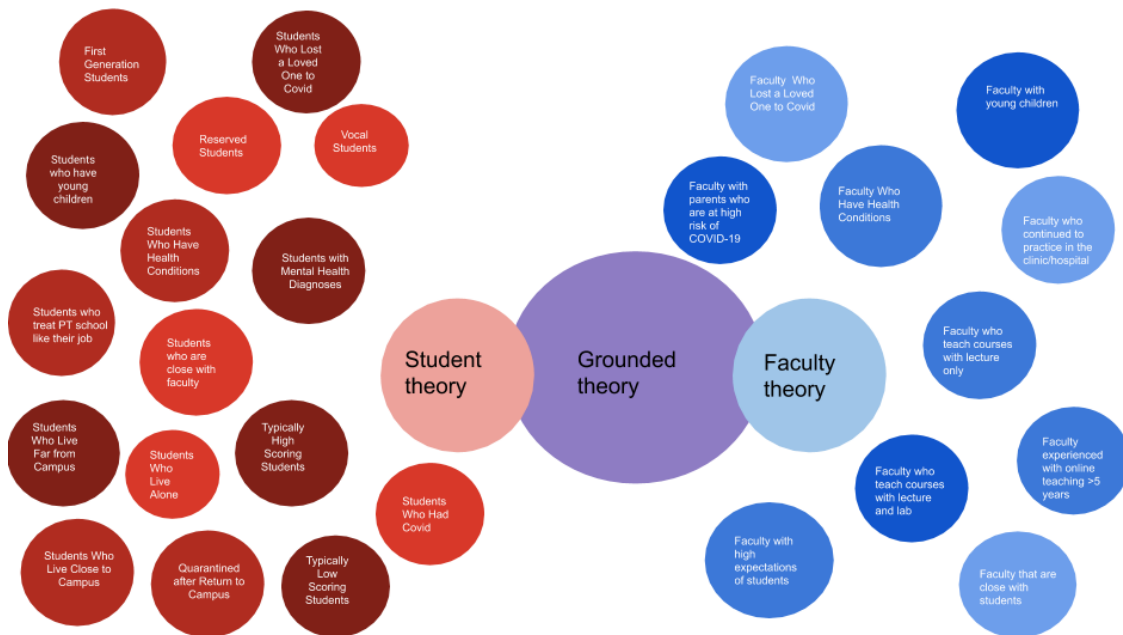 First
Generation
Students
Students
Who Lost
a Loved
One to
Covid
Reserved
Students
Vocal
Students
Students
who have
young
children
Students
Who Have
Health
Conditions
Students with
Mental Health
Diagnoses
Students who
treat PT school
like their job
Students
who are
close with
faculty
Students
Who Live
Far from
Campus
Students
Who
Live
Alone
Typically
High
Scoring
Students
Students
Who Had
Covid
Students Who
Live Close to
Campus
Quarantined
after Return to
Campus
Typically
Low
Scoring
Students
Student
theory
Grounded
theory
Faculty
theory
Faculty  Who
Lost a Loved
One to Covid
Faculty with
young children
Faculty with
parents who
are at high
risk of
COVID-19
Faculty Who
Have Health
Conditions
Faculty who
continued to
practice in the
clinic/hospital
Faculty who
teach courses
with lecture
only
Faculty
experienced
with online
teaching >5
years
Faculty who
teach courses
with lecture
and lab
Faculty with
high
expectations
of students
Faculty that are
close with
students